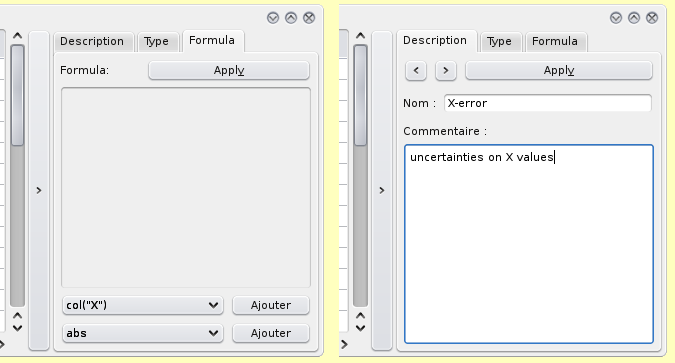 Description Type Formula
Formula: Apply
col("X") Ajouter
abs Ajouter
Description Type Formula
< > Apply
Nom : X-error
Commentaire :
uncertainties on X values